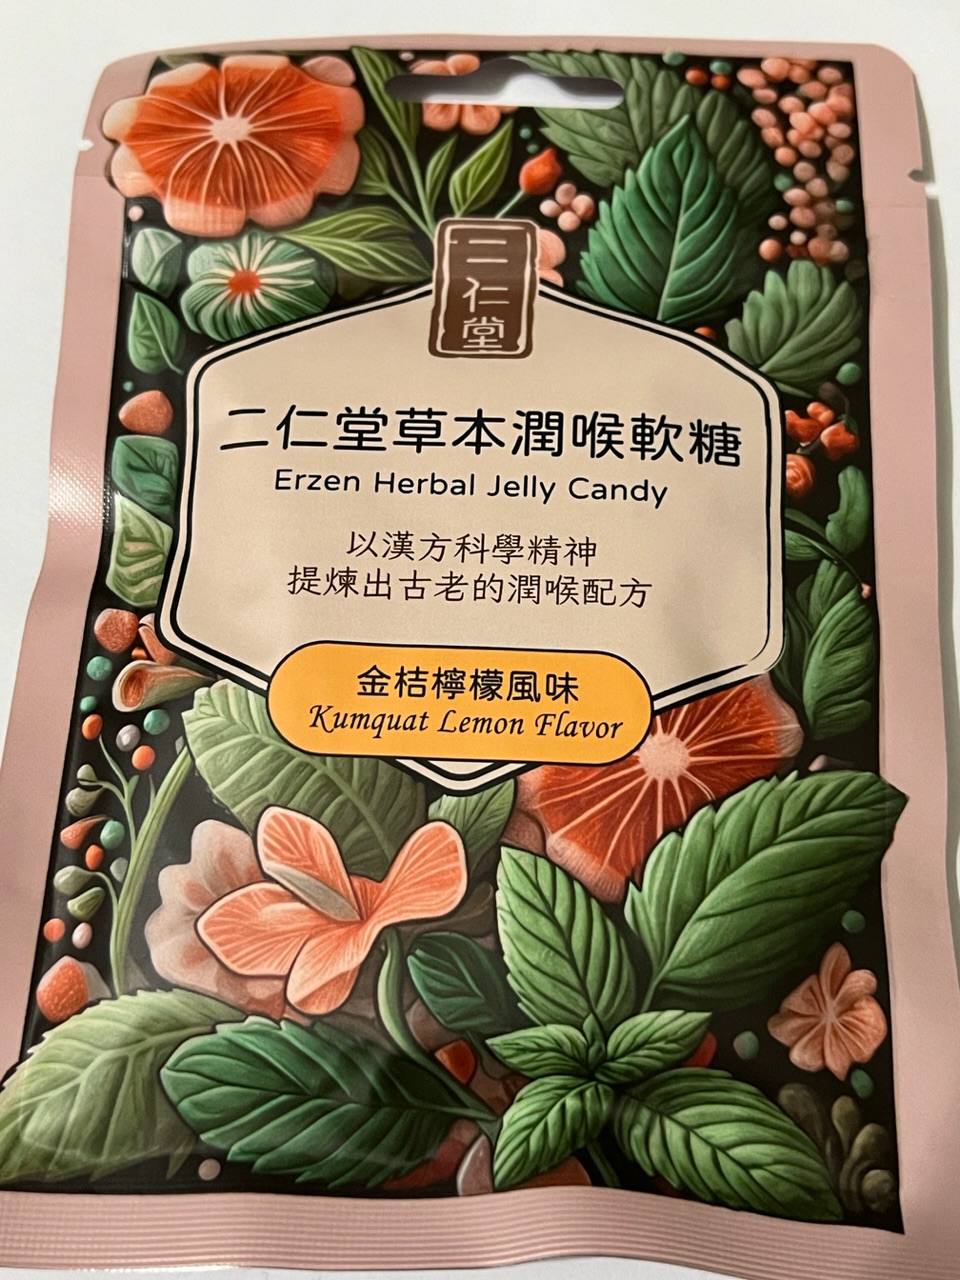 二仁堂
二仁堂草本潤喉軟糖
Erzen Herbal Jelly Candy
以漢方科學精神
提煉出古老的潤喉配方
金桔檸檬風味
Kumquat Lemon Flavor